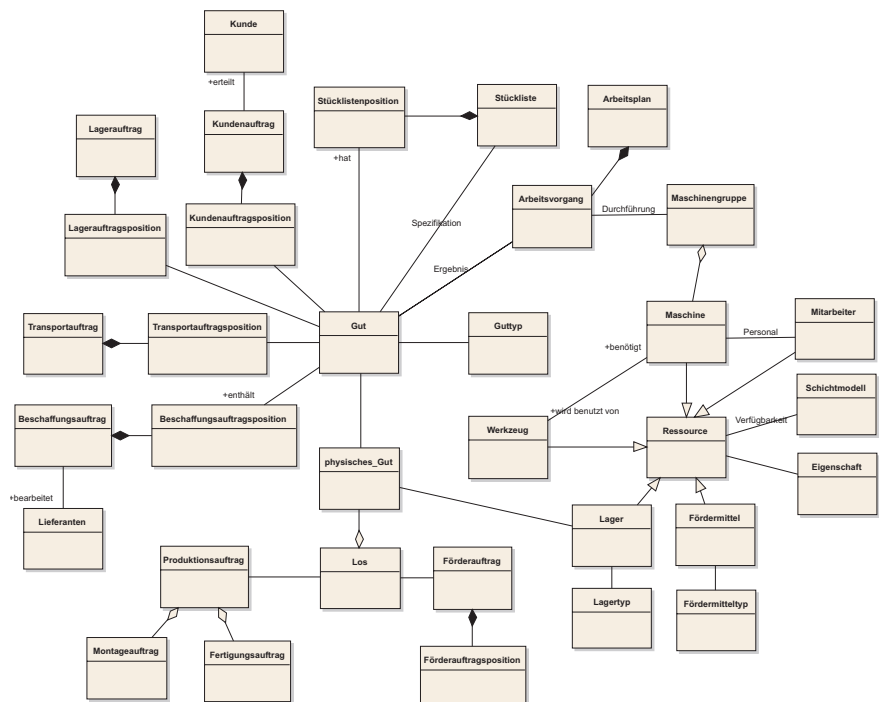 Kunde
+erteilt
Stücklistenposition
Stückliste
Arbeitsplan
Lagerauftrag
Kundenauftrag
+hat
Arbeitsvorgang
Maschinengruppe
Durchführung
Lagerauftragsposition
Kundenauftragsposition
Spezifikation
Ergebnis
Transportauftrag
Transportauftragsposition
Gut
Guttyp
Maschine
Mitarbeiter
Personal
+benötigt
+enthält
Schichtmodell
+wird benutzt von
Beschaffungsauftrag
Beschaffungsauftragsposition
Werkzeug
Ressource
Verfügbarkeit
physisches_Gut
Eigenschaft
+bearbeitet
Lieferanten
Lager
Fördermittel
Produktionsauftrag
Los
Förderauftrag
Lagertyp
Fördermitteltyp
Montageauftrag
Fertigungsauftrag
Förderauftragsposition